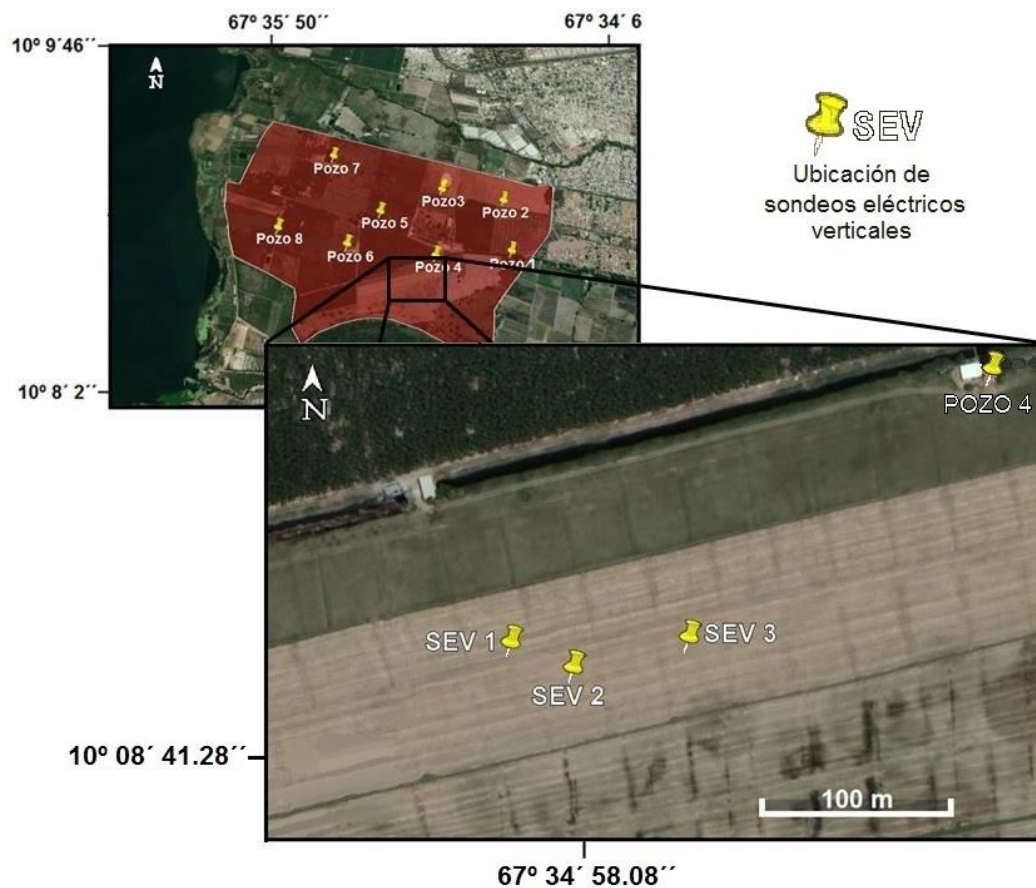 67º 35´ 50´´
67º 34´ 6
10º 9´46´´
N
Pozo 7
Pozo3
Pozo 2
Pozo 5
Pozo 8
Pozo 6
Pozo 4
Pozo 1
10º 8´ 2´´
SEV
Ubicación de
sondeos eléctricos
verticales
N
POZO 4
SEV 1
SEV 3
SEV 2
10º 08´ 41.28´´
100 m
67º 34´ 58.08´´